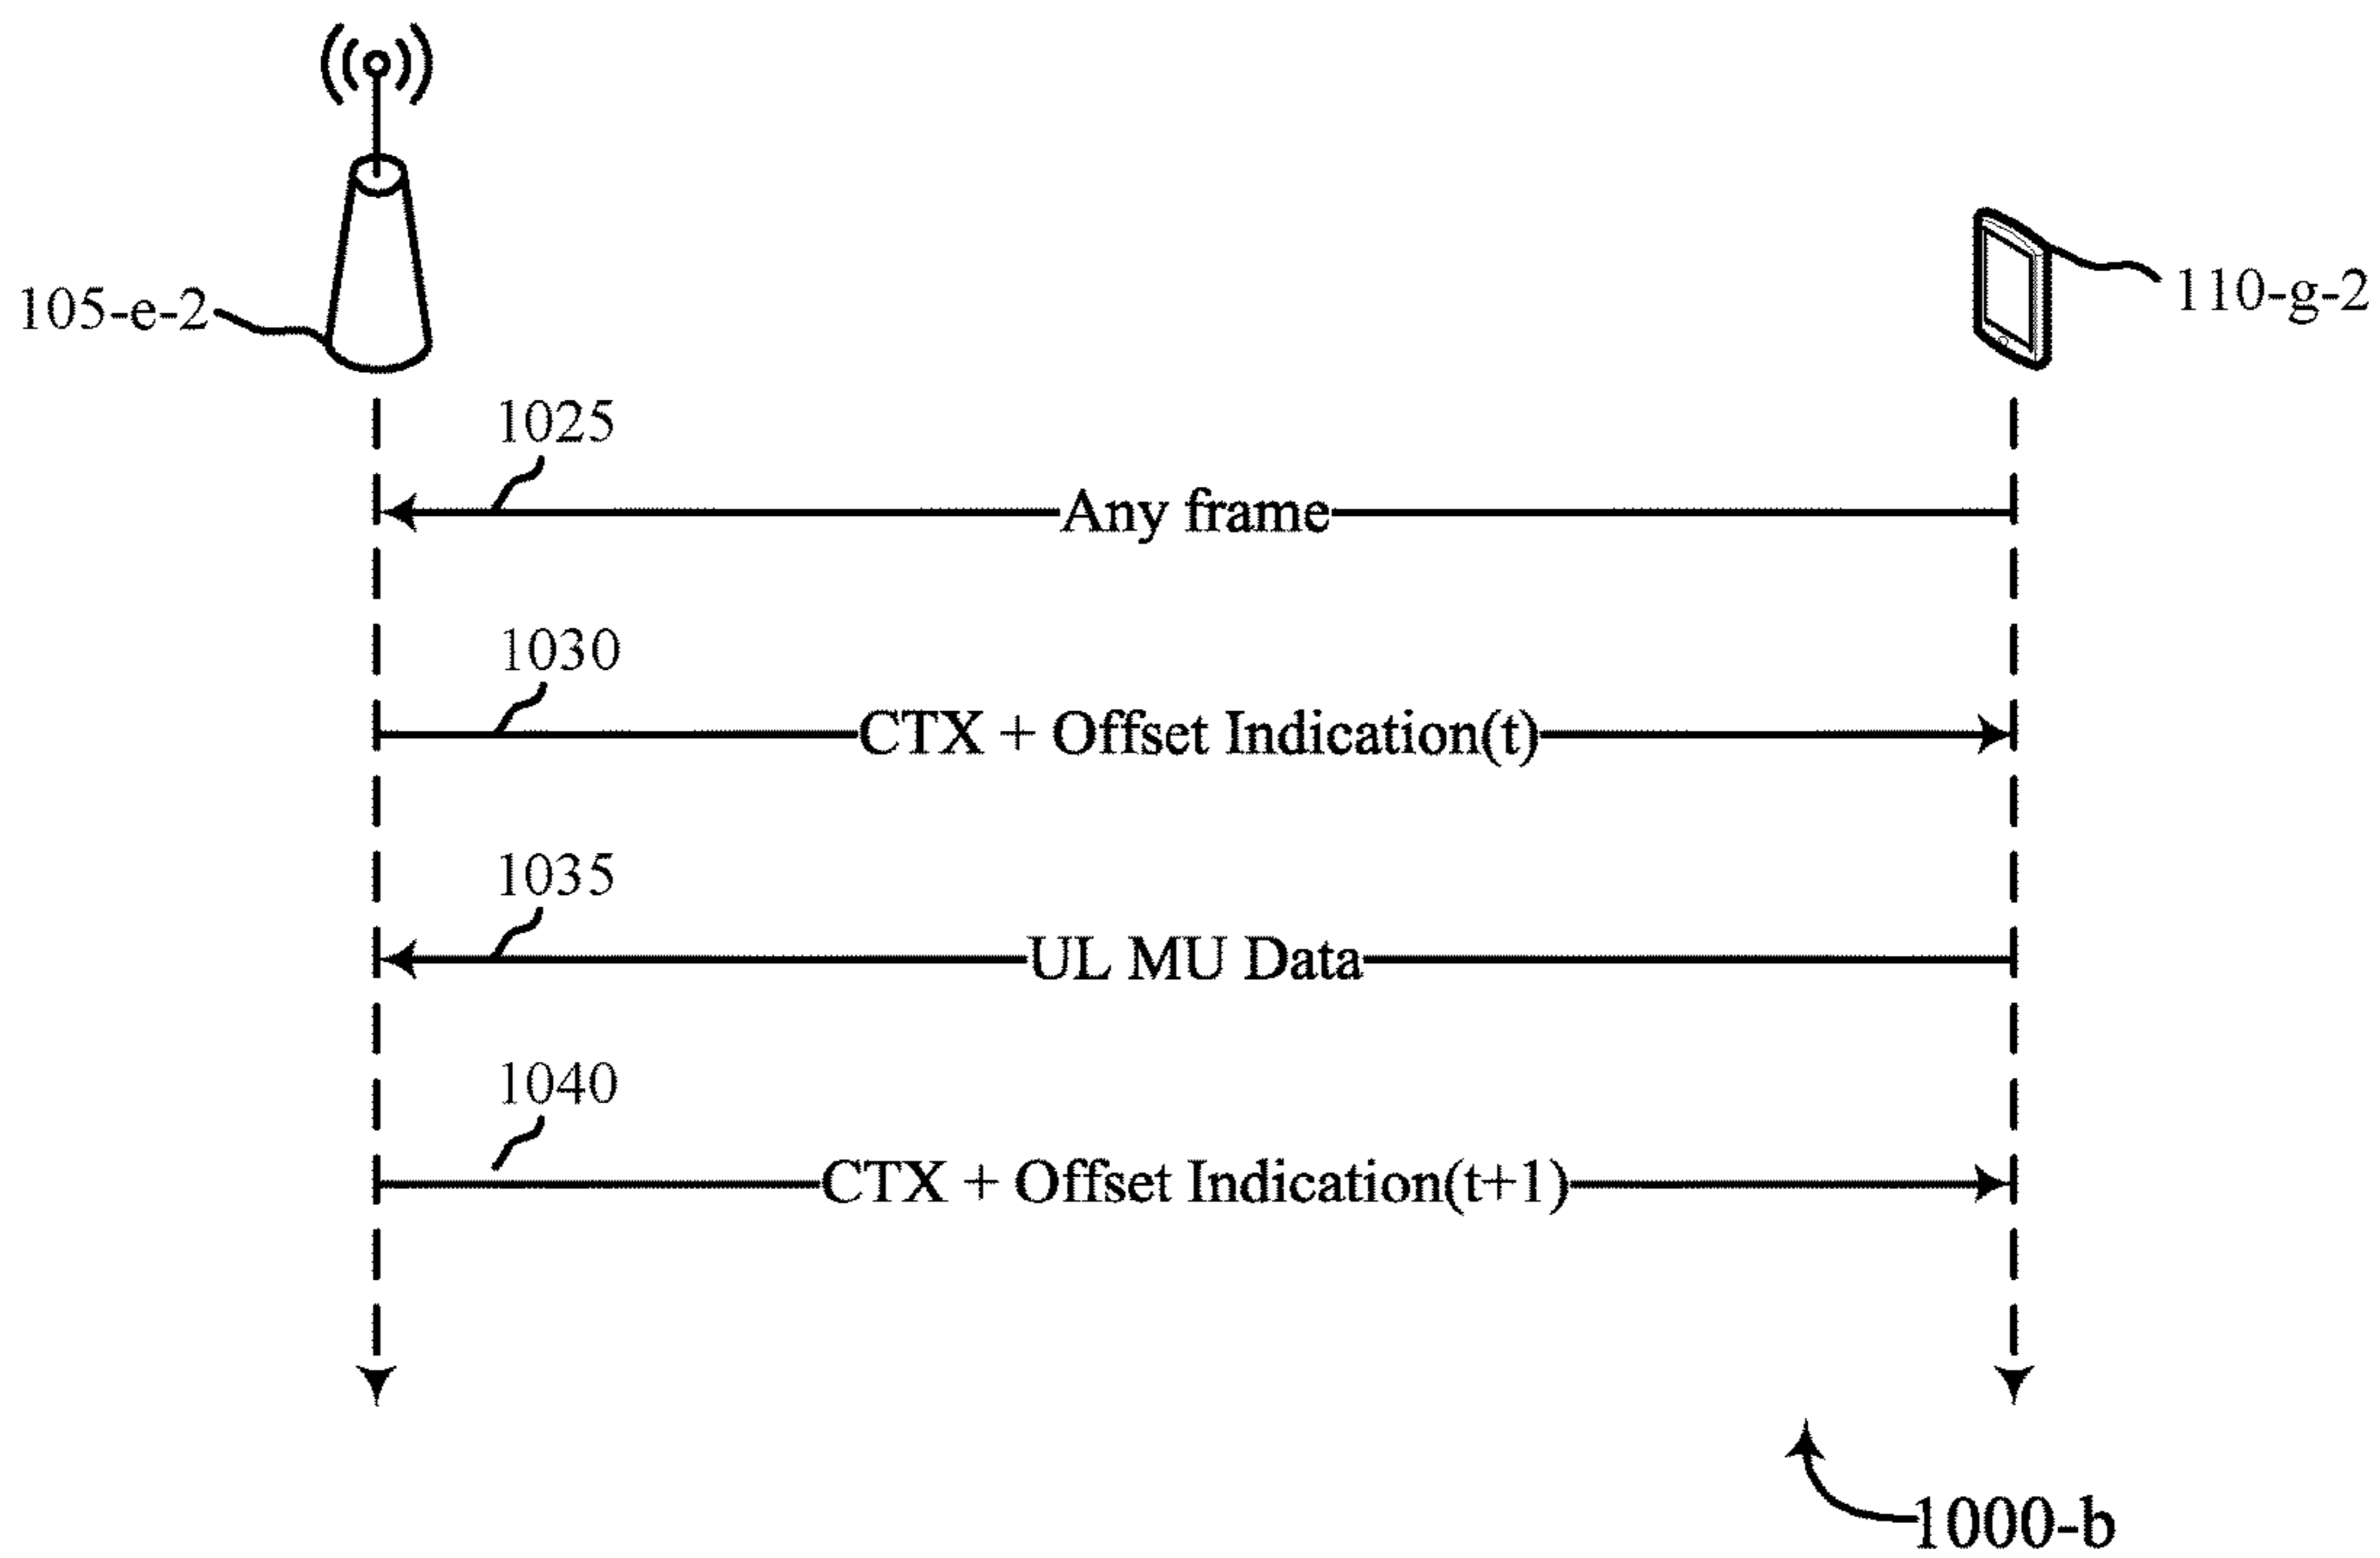 105-e-2
110-g-2
1025
Any frame
1030
CTX + Offset Indication(t)
1035
UL MU Data
1040
CTX + Offset Indication(t+1)
1000-b